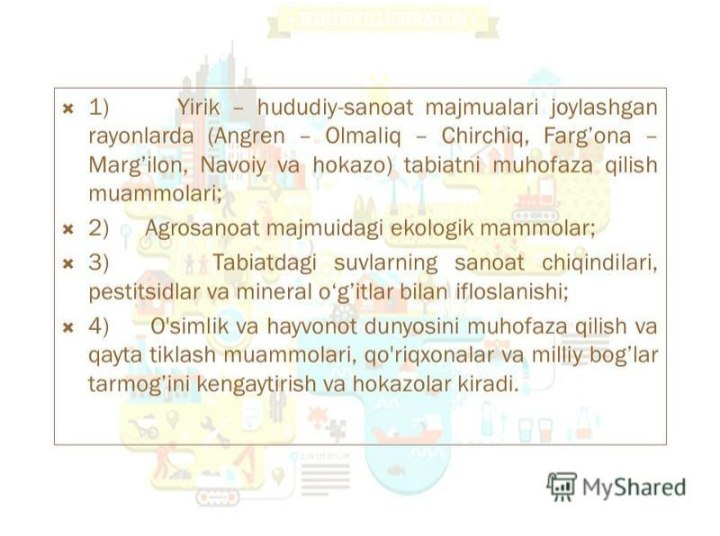 × 1) Yirik – hududiy-sanoat majmualari joylashgan
rayonlarda (Angren – Olmaliq – Chirchiq, Farg’ona –
Marg’ilon, Navoiy va hokazo) tabiatni muhofaza qilish
muammolari;
× 2) Agrosanoat majmuidagi ekologik mammolar;
× 3) Tabiatdagi suvlarning sanoat chiqindilari,
pestitsidlar va mineral o‘g’itlar bilan ifloslanishi;
× 4) O'simlik va hayvonot dunyosini muhofaza qilish va
qayta tiklash muammolari, qo'riqxonalar va milliy bog’lar
tarmog’ini kengaytirish va hokazolar kiradi.
MyShared